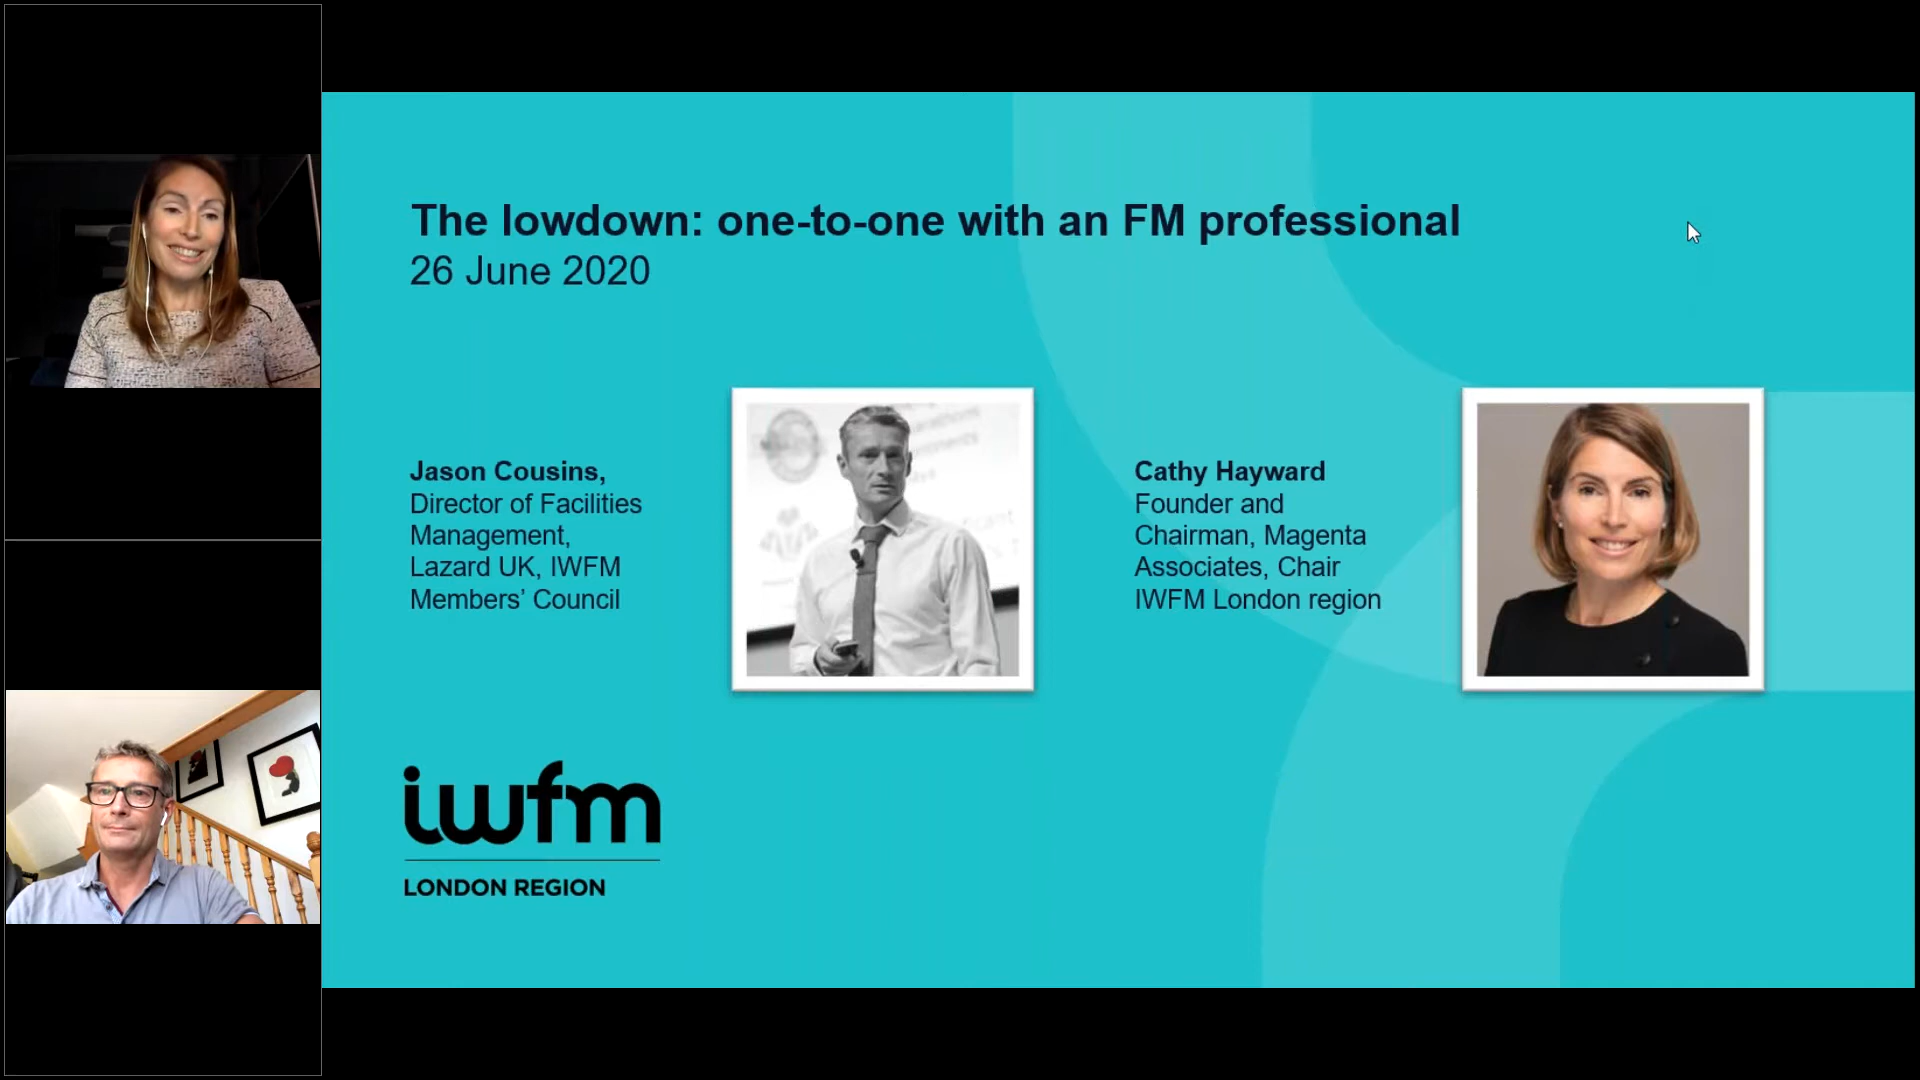 The lowdown: one-to-one with an FM professional
26 June 2020
Jason Cousins,
Director of Facilities
Management,
Lazard UK, IWFM
Members’ Council
Cathy Hayward
Founder and
Chairman, Magenta
Associates, Chair
IWFM London region
iwfm
LONDON REGION